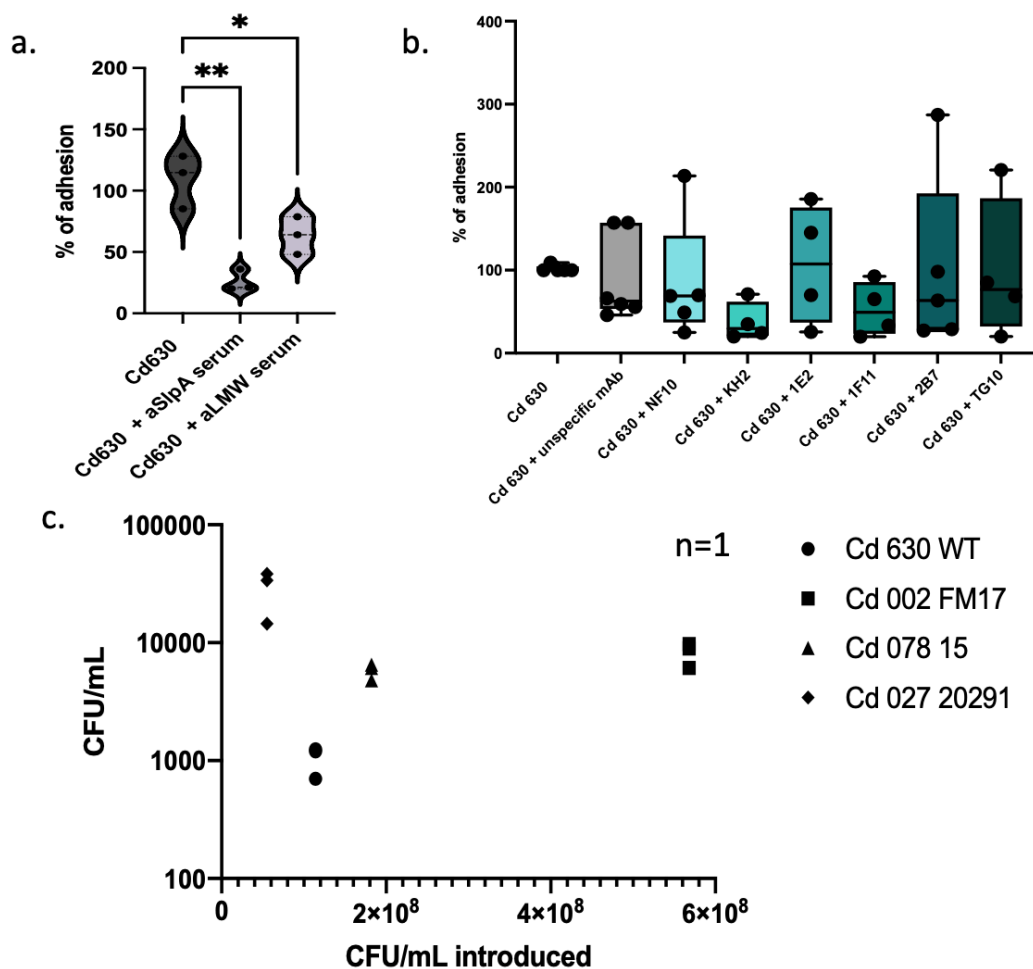 a.
*
**
200
150
100
50
0
% of adhesion
Cd630
Cd630 + aSlpA serum
Cd630 + aLMW serum
b.
400
300
200
100
0
% of adhesion
Cd 630
Cd 630 + unspecific mAb
Cd 630 + NF10
Cd 630 + KH2
Cd 630 + 1E2
Cd 630 + 1F11
Cd 630 + 2B7
Cd 630 + TG10
c.
100000
10000
1000
100
CFU/mL
0
2×10⁸
4×10⁸
6×10⁸
CFU/mL introduced
n=1
Cd 630 WT
Cd 002 FM17
Cd 078 15
Cd 027 20291